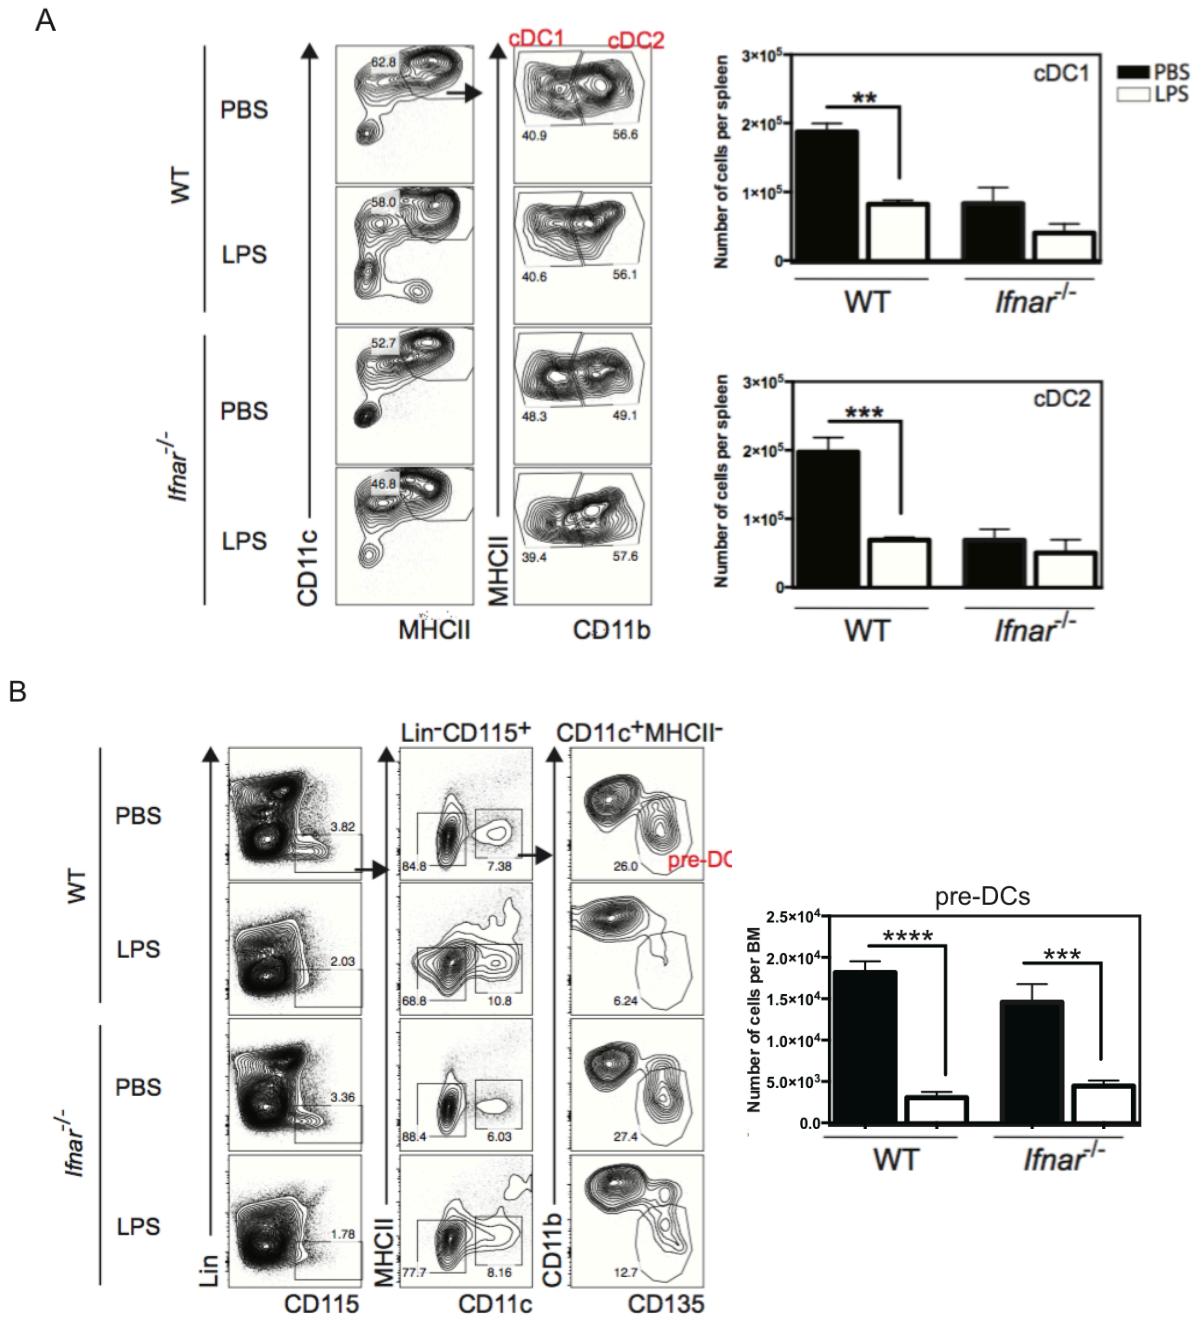 A
cDC1
cDC2
WT
PBS
62.8
40.9
56.6
LPS
58.0
40.6
56.1
Ifnar-/-
PBS
52.7
48.3
49.1
LPS
46.8
39.4
57.6
CD11c
MHCII
MHCII
CD11b
Number of cells per spleen
3×10⁵
2×10⁵
1×10⁵
0
cDC1
**
WT
Ifnar-/-
PBS
LPS
Number of cells per spleen
3×10⁵
2×10⁵
1×10⁵
0
cDC2
***
WT
Ifnar-/-
B
Lin⁻CD115⁺
CD11c⁺MHCII⁻
WT
PBS
3.82
84.8
7.38
26.0
pre-DC
LPS
2.03
68.8
10.8
6.24
Ifnar-/-
PBS
3.36
88.4
6.03
27.4
LPS
1.78
77.7
8.16
12.7
Lin
CD115
MHCII
CD11c
CD11b
CD135
pre-DCs
Number of cells per BM
2.5×10⁴
2.0×10⁴
1.5×10⁴
1.0×10⁴
5.0×10³
0.0
****
***
WT
Ifnar-/-